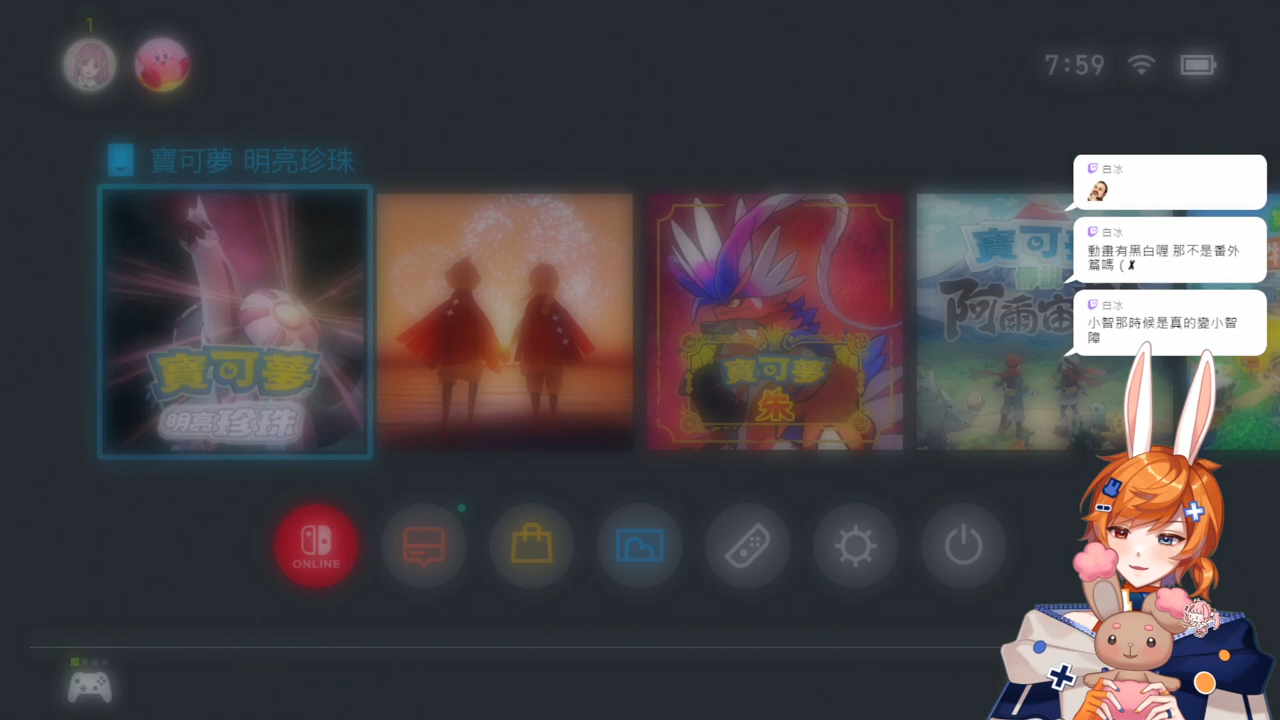 1
7:59
寶可夢 明亮珍珠
寶可夢
明亮珍珠
寶可夢
朱
寶可
阿爾宙
白冰
白冰
動畫有黑白喔 那不是番外
篇嗎 (
白冰
小智那時候是真的變小智
障
ONLINE